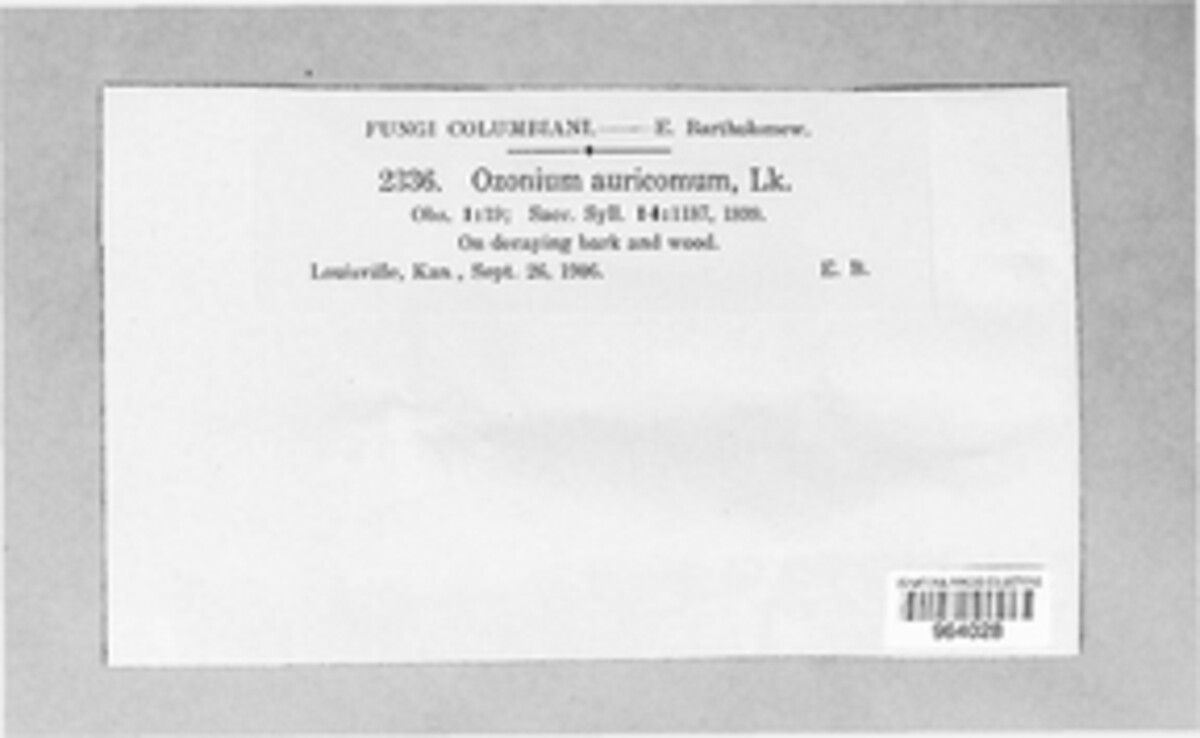 FUNGI COLUMBIANI. — E. Bartholomew.
2336. Ozonium auricomum, Lk.
Obs. 1:19; Sacc. Syll. 14:1187, 1899.
On decaying bark and wood.
Louisville, Kan., Sept. 26, 1906. E. B.
964028